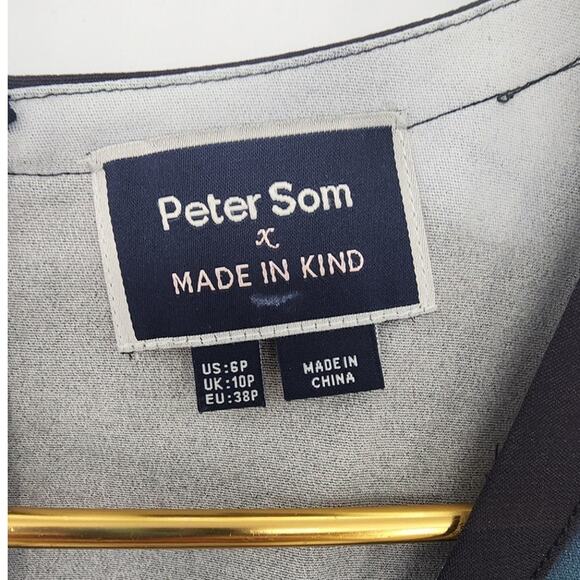 Peter Som
x
MADE IN KIND
US:6P
UK:10P
EU:38P
MADE IN
CHINA